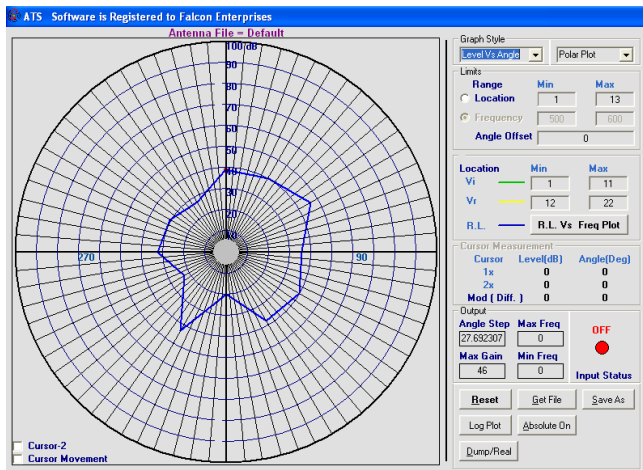 ATS Software is Registered to Falcon Enterprises
Antenna File = Default
100 dB
90
80
70
60
50
40
30
20
10
270
90
Cursor-2
Cursor Movement
Graph Style
Level Vs Angle
Polar Plot
Limits
Range Min Max
Location 1 13
Frequency 500 600
Angle Offset 0
Location Min Max
Vi 1 11
Vr 12 22
R.L. R.L. Vs Freq Plot
Cursor Measurement
Cursor Level(dB) Angle(Deg)
1x 0 0
2x 0 0
Mod ( Diff. ) 0 0
Output
Angle Step Max Freq
27.692307 0
OFF
Max Gain Min Freq
46 0
Input Status
Reset Get File Save As
Log Plot Absolute On
Dump/Real